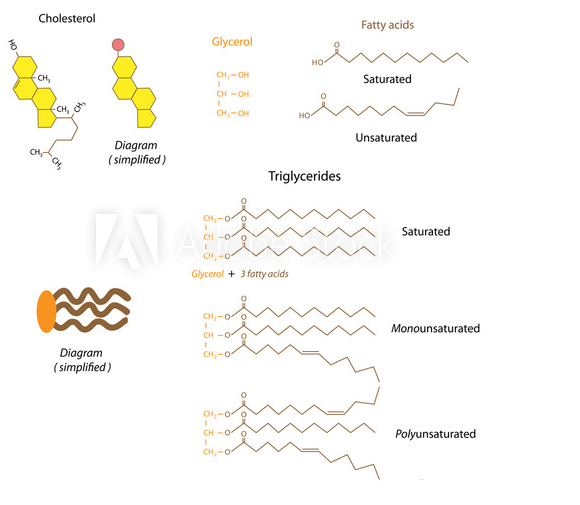 Cholesterol
HO
CH₃
CH₃
CH₃
CH₃
CH₃
Diagram
( simplified )
Glycerol
CH₂ — OH
CH — OH
CH₂ — OH
Fatty acids
O
HO
Saturated
O
HO
Unsaturated
Triglycerides
O
CH₂ — O
O
CH — O
O
CH₂ — O
Saturated
Adobe Stock
Glycerol + 3 fatty acids
Diagram
( simplified )
O
CH₂ — O
O
CH — O
O
CH₂ — O
Monounsaturated
O
CH₂ — O
O
CH — O
O
CH₂ — O
Polyunsaturated